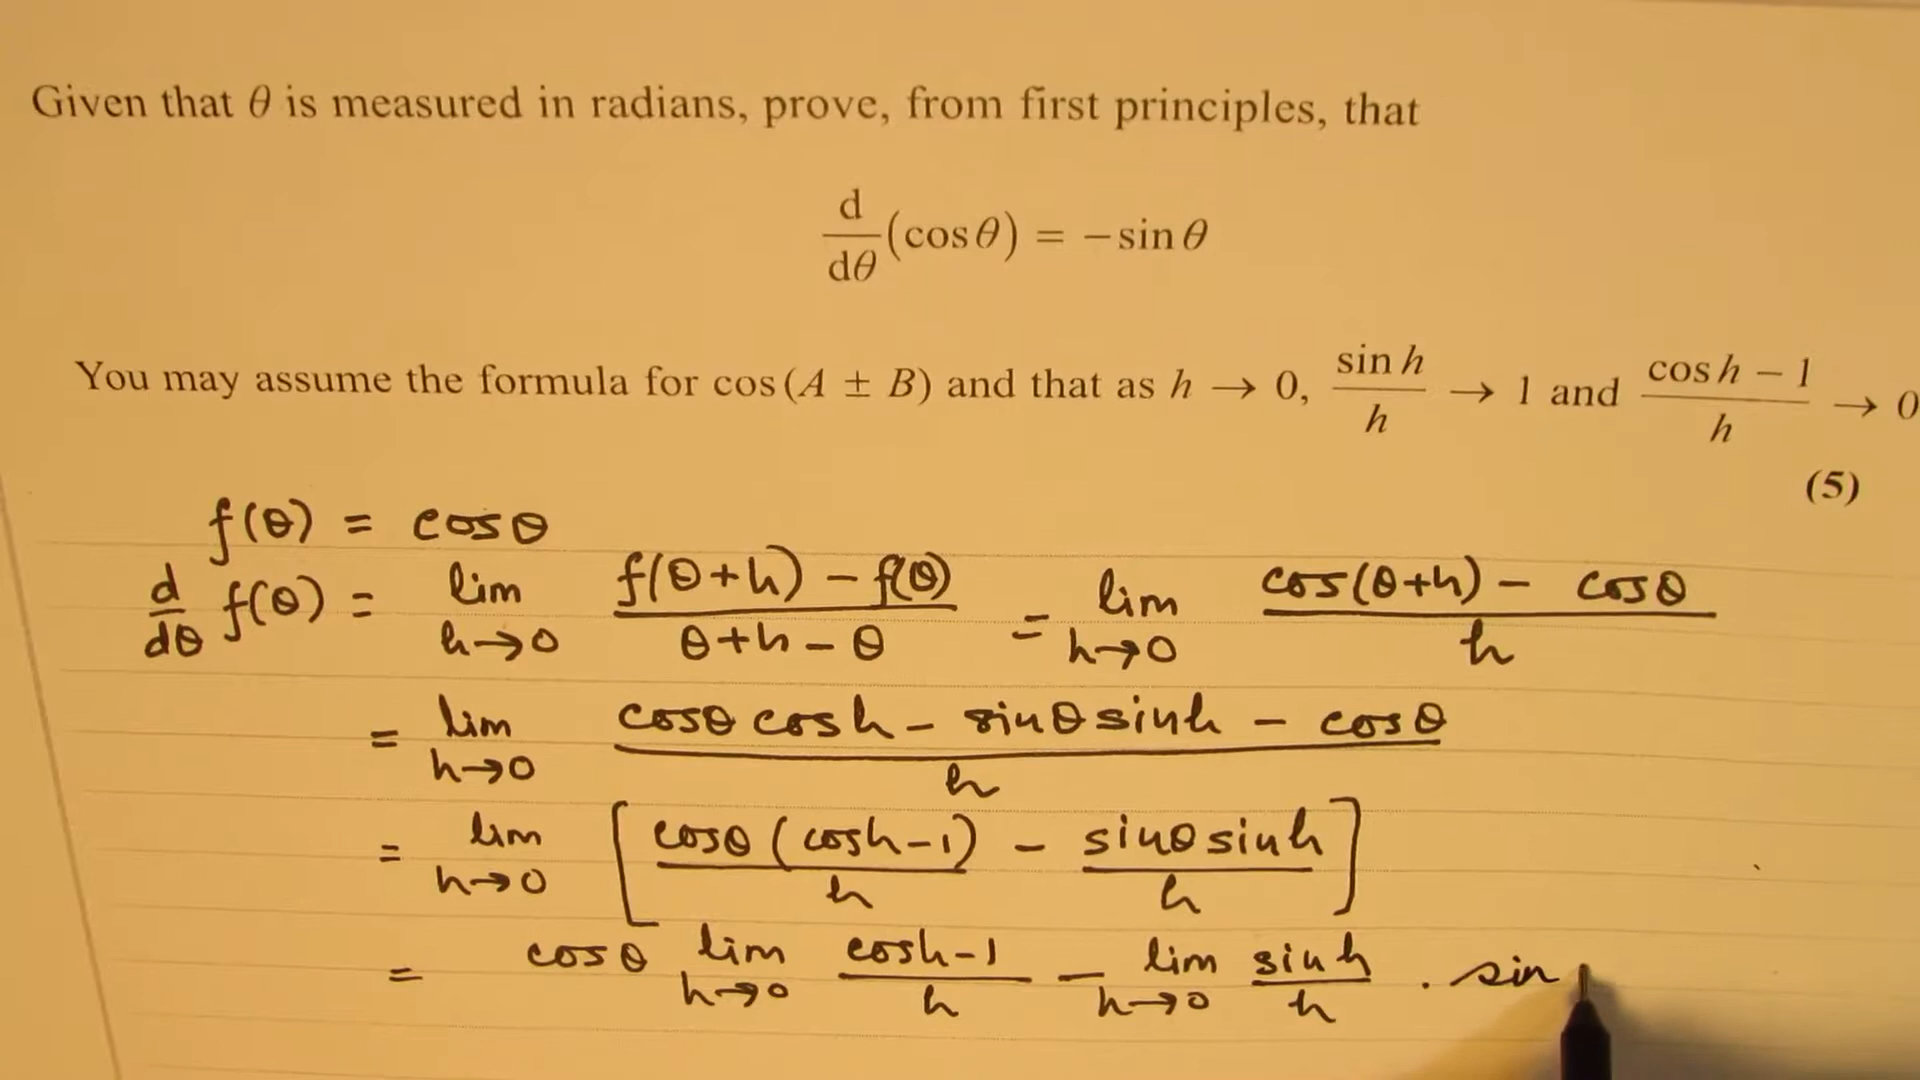 Given that θ is measured in radians, prove, from first principles, that
d/dθ (cos θ) = −sin θ
You may assume the formula for cos (A ± B) and that as h → 0, sin h / h → 1 and cos h − 1 / h → 0
(5)
f(θ) = cosθ
d/dθ f(θ) = lim h→0 f(θ+h) − f(θ) / θ+h − θ = lim h→0 cos(θ+h) − cosθ / h
= lim h→0 cosθ cosh − sinθ sinh − cosθ / h
= lim h→0 [ cosθ (cosh−1) / h − sinθ sinh / h ]
= cosθ lim h→0 cosh−1 / h − lim h→0 sinh / h . sin